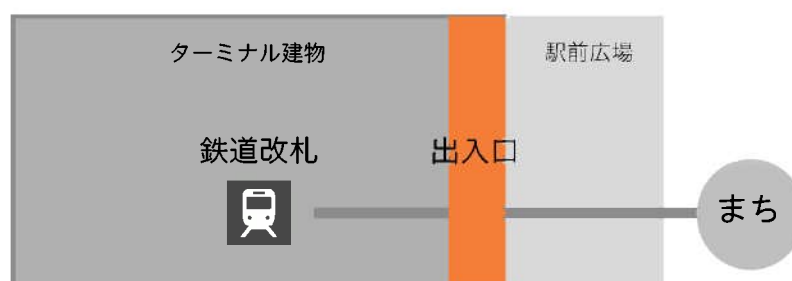 ターミナル建物
駅前広場
鉄道改札
出入口
まち